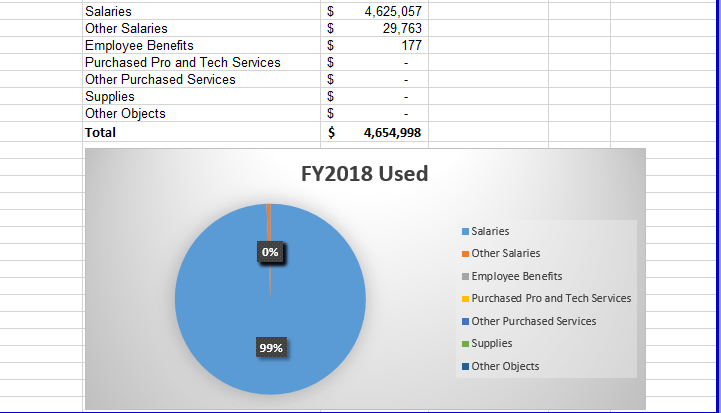 Salaries $ 4,625,057
Other Salaries $ 29,763
Employee Benefits $ 177
Purchased Pro and Tech Services $ -
Other Purchased Services $ -
Supplies $ -
Other Objects $ -
Total $ 4,654,998
FY2018 Used
0%
99%
Salaries
Other Salaries
Employee Benefits
Purchased Pro and Tech Services
Other Purchased Services
Supplies
Other Objects